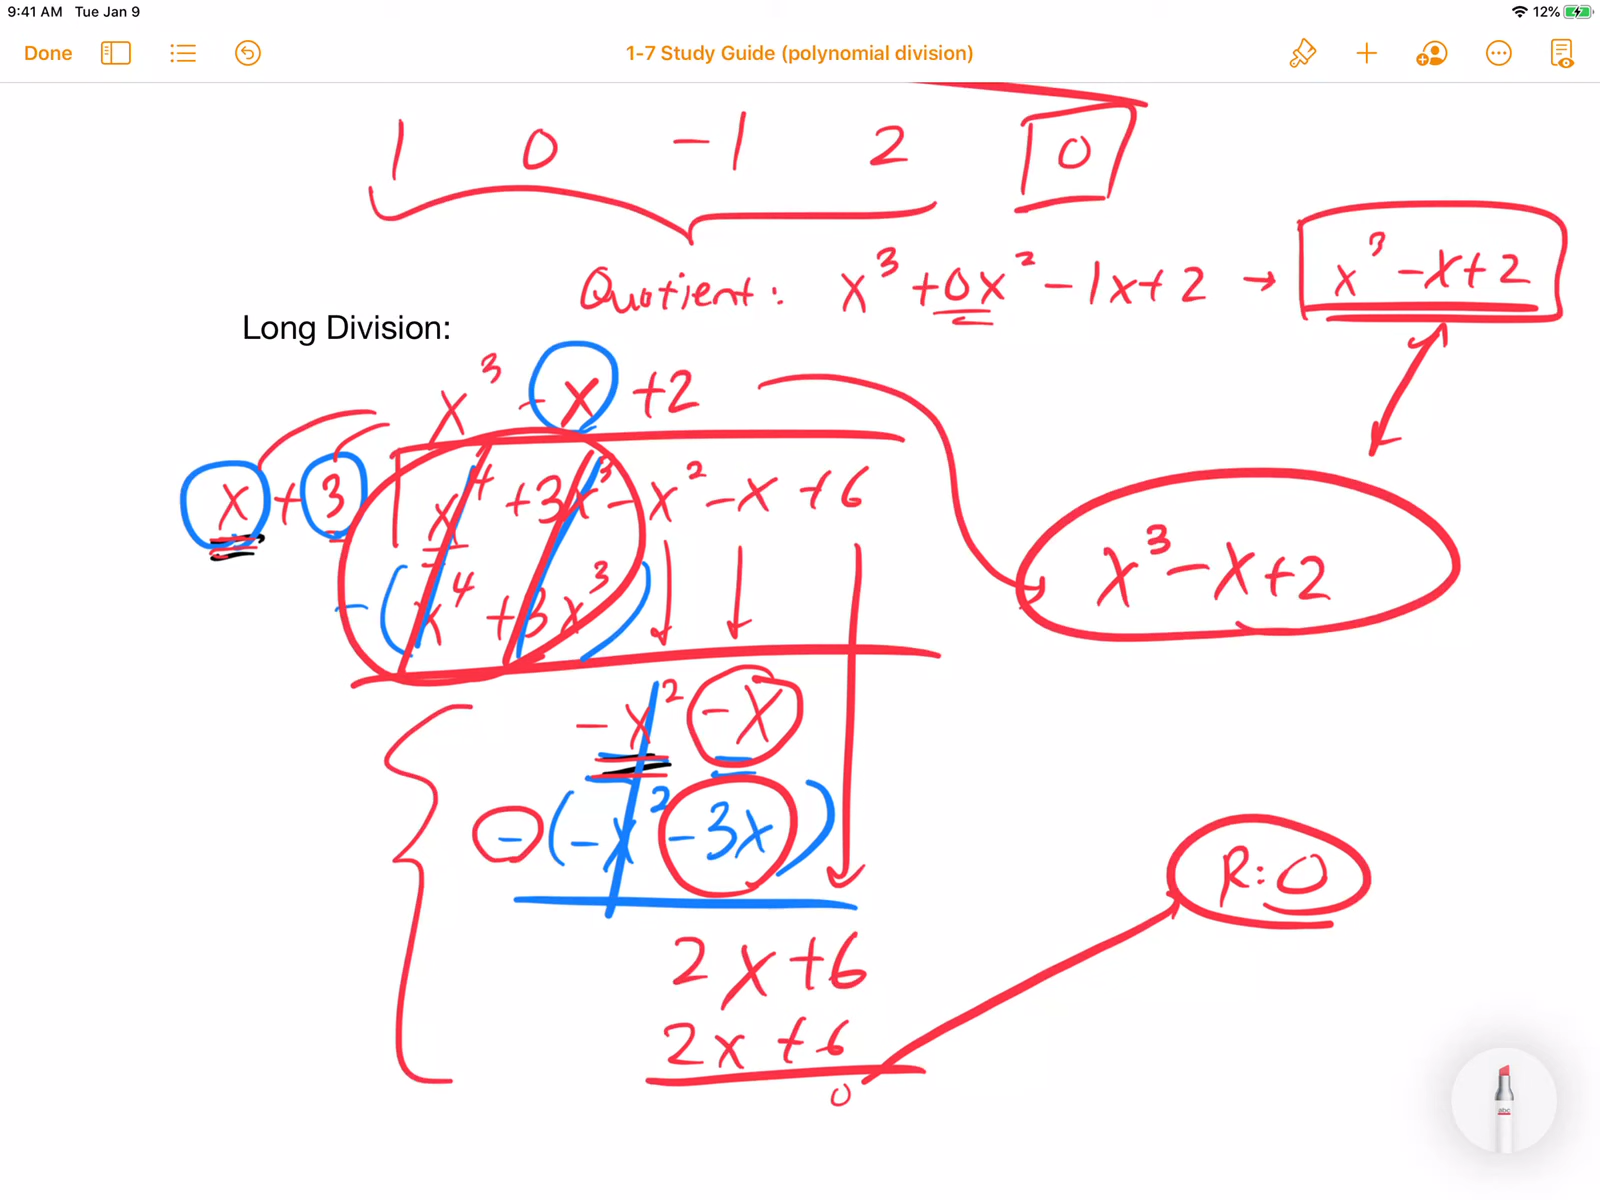 9:41 AM Tue Jan 9 12%
Done 1-7 Study Guide (polynomial division)
1 0 -1 2 0
Quotient: x³ +0x² -1x+2 → x³ -x+2
Long Division:
x³ -x +2
x+3 x⁴ +3x³ -x² -x +6
-(x⁴ +3x³)
x³ -x+2
-x² -x
-(-x² -3x)
R: 0
2x+6
2x+6
0
abc